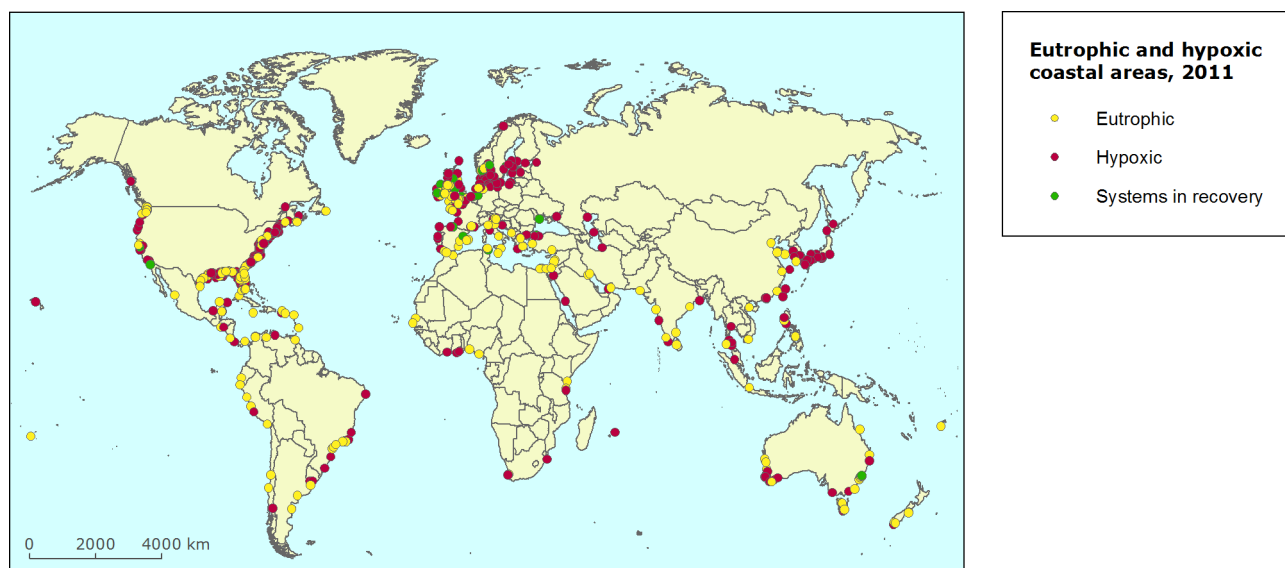 Eutrophic and hypoxic
coastal areas, 2011
Eutrophic
Hypoxic
Systems in recovery
0 2000 4000 km